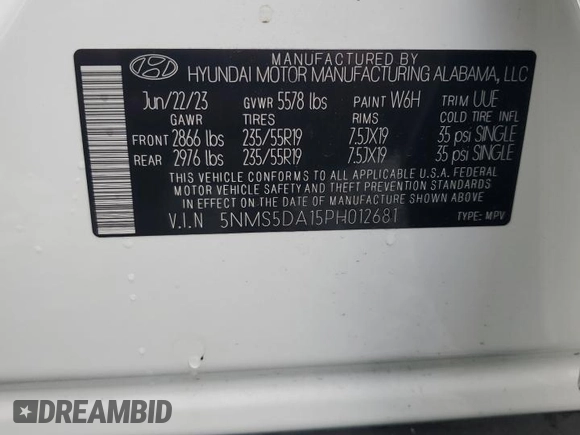 MANUFACTURED BY
HYUNDAI MOTOR MANUFACTURING ALABAMA, LLC
Jun/22/23 GVWR 5578 lbs PAINT W6H TRIM UUE
GAWR TIRES RIMS COLD TIRE INFL
FRONT 2866 lbs 235/55R19 7.5JX19 35 psi SINGLE
REAR 2976 lbs 235/55R19 7.5JX19 35 psi SINGLE
THIS VEHICLE CONFORMS TO ALL APPLICABLE U.S.A. FEDERAL
MOTOR VEHICLE SAFETY AND THEFT PREVENTION STANDARDS
IN EFFECT ON THE DATE OF MANUFACTURE SHOWN ABOVE
V.I.N 5NMS5DA15PH012681 TYPE: MPV
DREAMBID